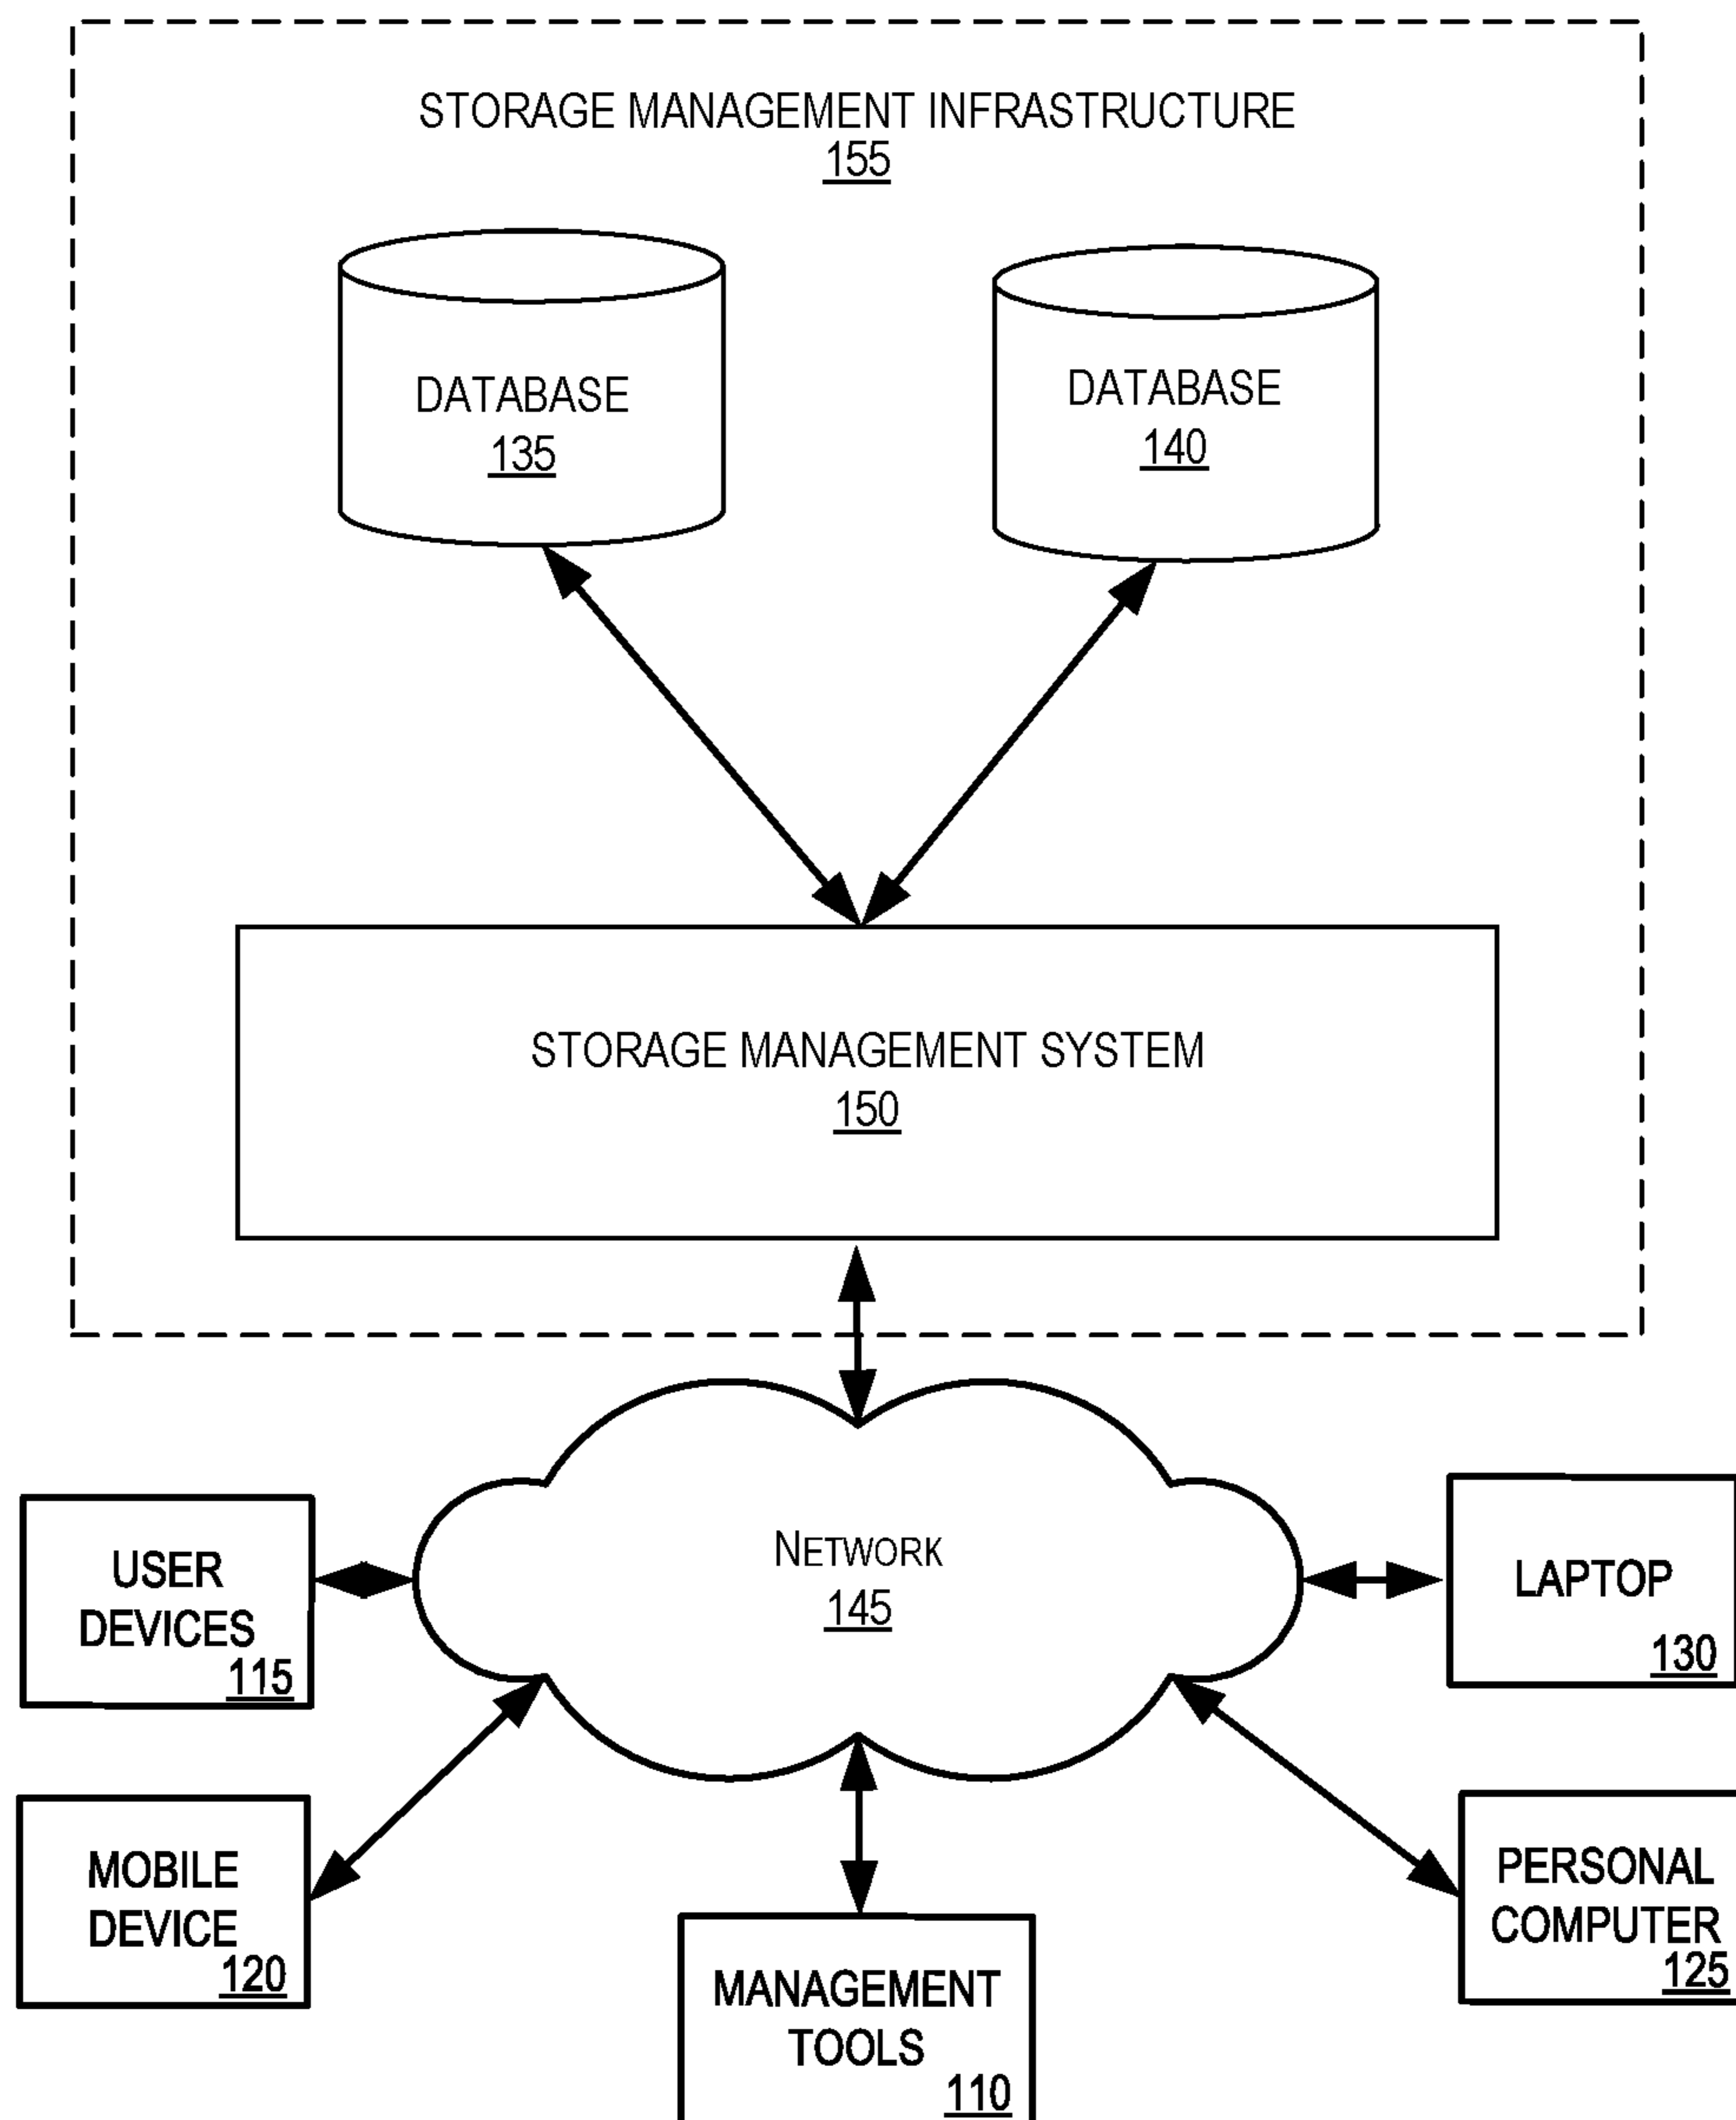 STORAGE MANAGEMENT INFRASTRUCTURE
155
DATABASE
135
DATABASE
140
STORAGE MANAGEMENT SYSTEM
150
NETWORK
145
USER
DEVICES
115
LAPTOP
130
MOBILE
DEVICE
120
PERSONAL
COMPUTER
125
MANAGEMENT
TOOLS
110